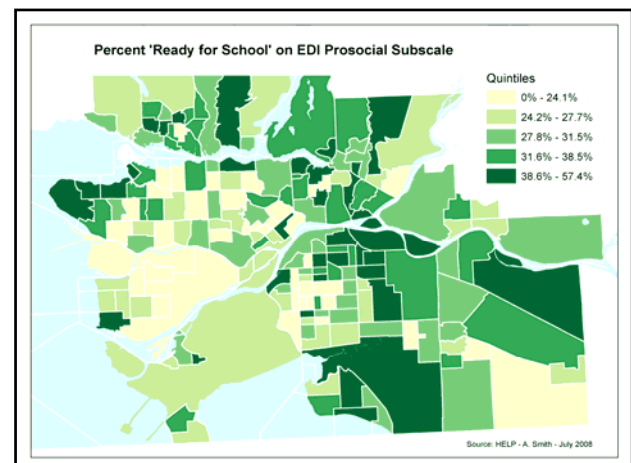 Percent 'Ready for School' on EDI Prosocial Subscale
Quintiles
0% - 24.1%
24.2% - 27.7%
27.8% - 31.5%
31.6% - 38.5%
38.6% - 57.4%
Source: HELP - A. Smith - July 2008